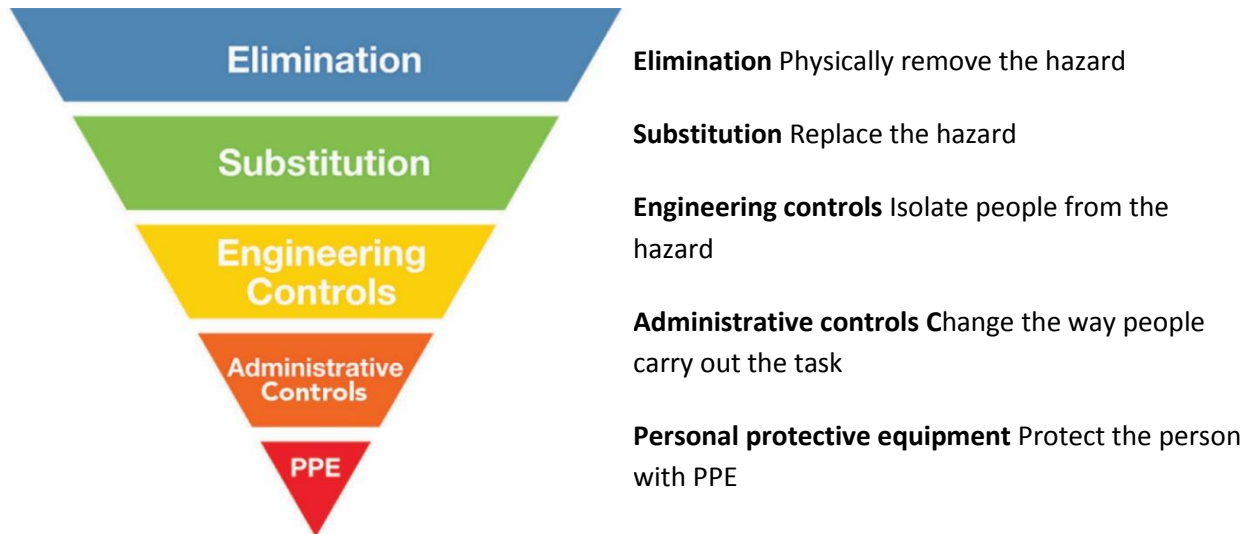 Elimination
Substitution
Engineering
Controls
Administrative
Controls
PPE
Elimination Physically remove the hazard
Substitution Replace the hazard
Engineering controls Isolate people from the
hazard
Administrative controls Change the way people
carry out the task
Personal protective equipment Protect the person
with PPE